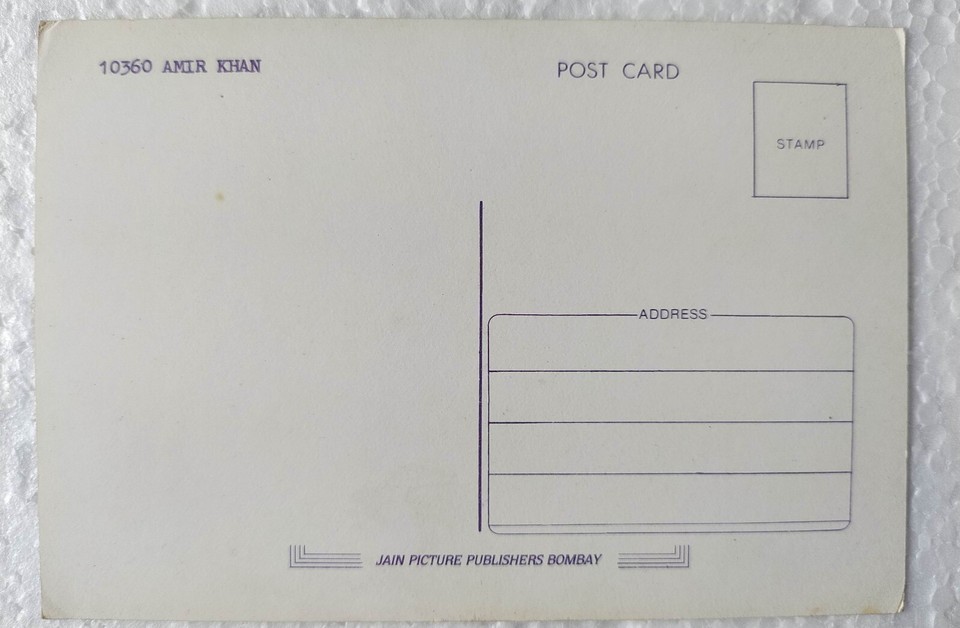 10360 AMIR KHAN
POST CARD
STAMP
ADDRESS
JAIN PICTURE PUBLISHERS BOMBAY